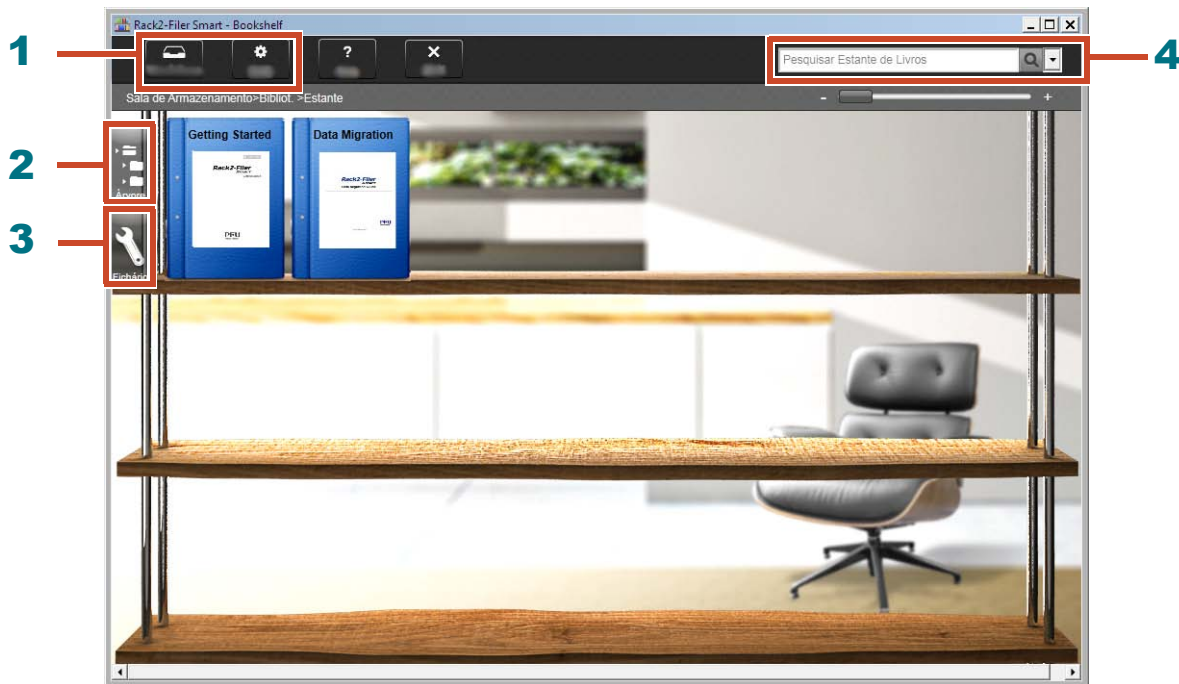 Rack2-Filer Smart - Bookshelf
1
?
Pesquisar Estante de Livros
4
Sala de Armazenamento>Bibliot. >Estante
- +
2
Árvore
Getting Started
Rack2-Filer
PFU
Data Migration
Rack2-Filer
PFU
3
Fichário